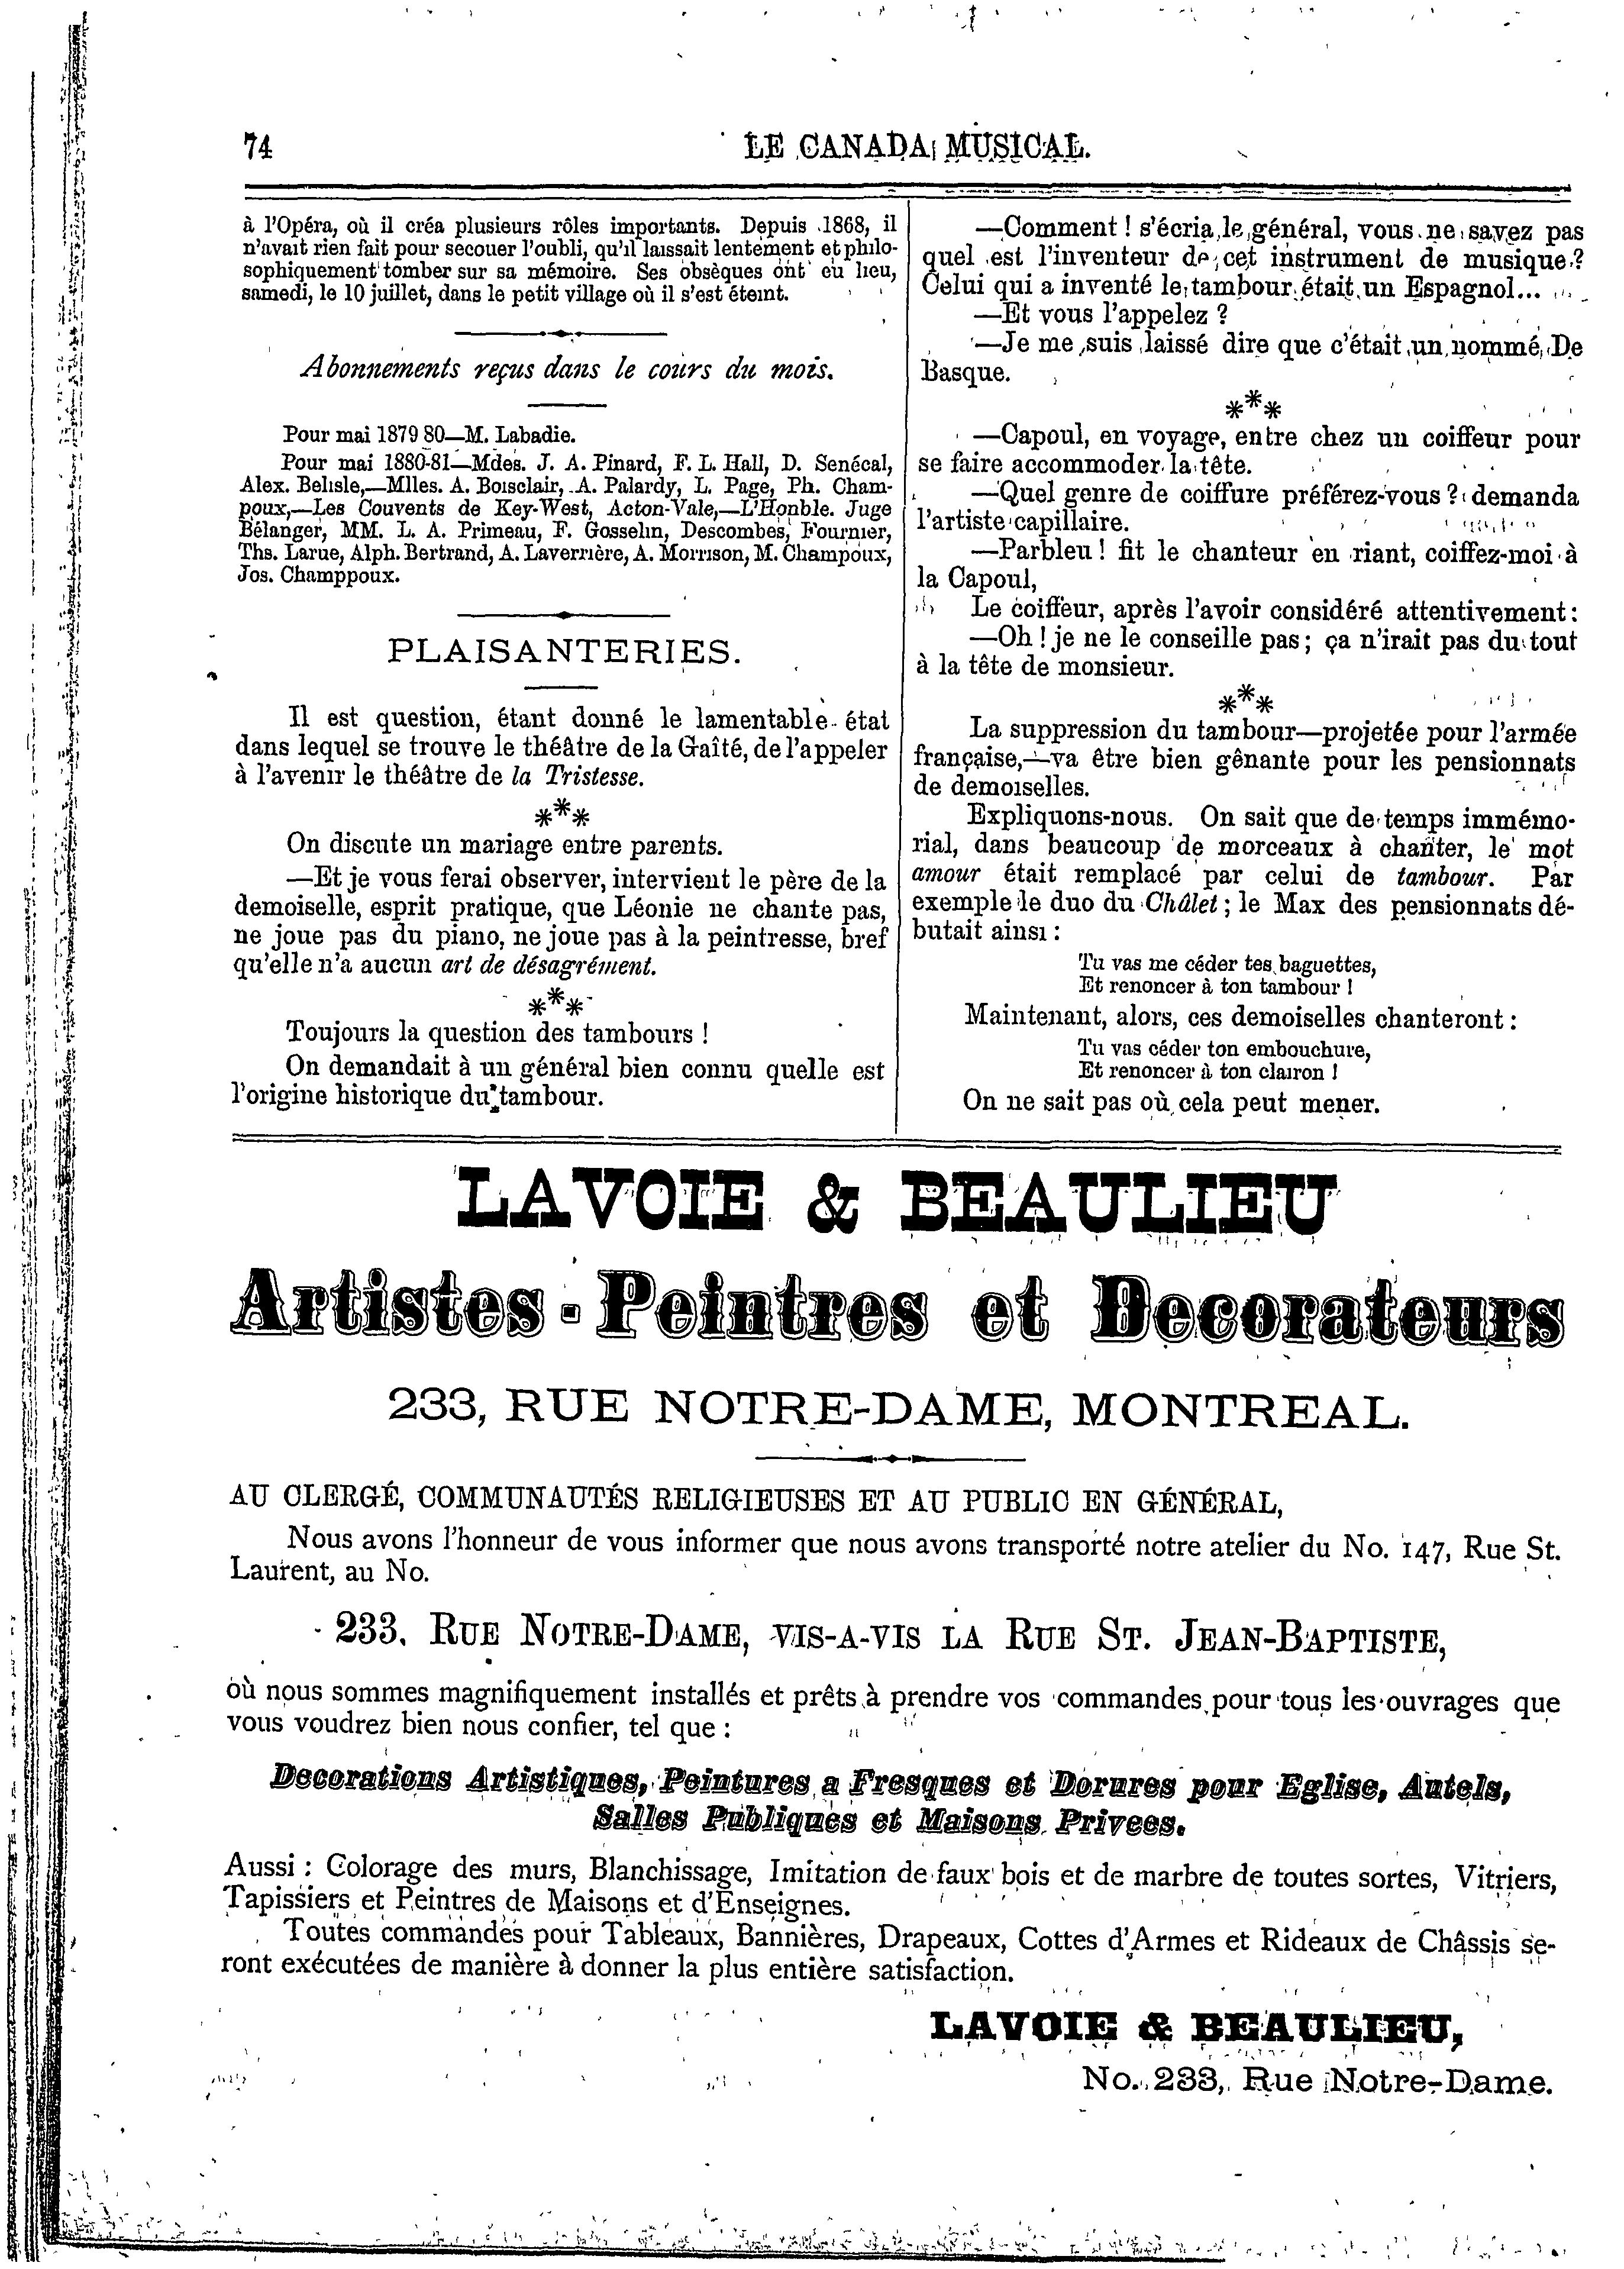 74
LE CANADA MUSICAL.
à l'Opéra, où il créa plusieurs rôles importants. Depuis 1868, il
n'avait rien fait pour secouer l'oubli, qu'il laissait lentement et philo-
sophiquement tomber sur sa mémoire. Ses obsèques ont eu lieu,
samedi, le 10 juillet, dans le petit village où il s'est éteint.
Abonnements reçus dans le cours du mois.
Pour mai 1879 80—M. Labadie.
Pour mai 1880-81—Mdes. J. A. Pinard, F. L. Hall, D. Senécal,
Alex. Belisle,—Mlles. A. Boisclair, A. Palardy, L. Page, Ph. Cham-
poux,—Les Couvents de Key-West, Acton-Vale,—L'Honble. Juge
Bélanger, MM. L. A. Primeau, F. Gosselin, Descombes, Fournier,
Ths. Larue, Alph. Bertrand, A. Laverrière, A. Morrison, M. Champoux,
Jos. Champpoux.
PLAISANTERIES.
Il est question, étant donné le lamentable état
dans lequel se trouve le théâtre de la Gaîté, de l'appeler
à l'avenir le théâtre de la Tristesse.
***
On discute un mariage entre parents.
—Et je vous ferai observer, intervient le père de la
demoiselle, esprit pratique, que Léonie ne chante pas,
ne joue pas du piano, ne joue pas à la peintresse, bref
qu'elle n'a aucun art de désagrément.
***
Toujours la question des tambours !
On demandait à un général bien connu quelle est
l'origine historique du tambour.
—Comment ! s'écria le général, vous ne savez pas
quel est l'inventeur de cet instrument de musique ?
Celui qui a inventé le tambour était un Espagnol...
—Et vous l'appelez ?
—Je me suis laissé dire que c'était un nommé De
Basque.
***
—Capoul, en voyage, entre chez un coiffeur pour
se faire accommoder la tête.
—Quel genre de coiffure préférez-vous ? demanda
l'artiste capillaire.
—Parbleu ! fit le chanteur en riant, coiffez-moi à
la Capoul,
Le coiffeur, après l'avoir considéré attentivement :
—Oh ! je ne le conseille pas ; ça n'irait pas du tout
à la tête de monsieur.
***
La suppression du tambour—projetée pour l'armée
française,—va être bien gênante pour les pensionnats
de demoiselles.
Expliquons-nous. On sait que de temps immémo-
rial, dans beaucoup de morceaux à chanter, le mot
amour était remplacé par celui de tambour. Par
exemple le duo du Châlet ; le Max des pensionnats dé-
butait ainsi :
Tu vas me céder tes baguettes,
Et renoncer à ton tambour !
Maintenant, alors, ces demoiselles chanteront :
Tu vas céder ton embouchure,
Et renoncer à ton clairon !
On ne sait pas où cela peut mener.
LAVOIE & BEAULIEU
Artistes-Peintres et Decorateurs
233, RUE NOTRE-DAME, MONTREAL.
AU CLERGÉ, COMMUNAUTÉS RELIGIEUSES ET AU PUBLIC EN GÉNÉRAL,
Nous avons l'honneur de vous informer que nous avons transporté notre atelier du No. 147, Rue St.
Laurent, au No.
233, RUE NOTRE-DAME, VIS-A-VIS LA RUE ST. JEAN-BAPTISTE,
où nous sommes magnifiquement installés et prêts à prendre vos commandes pour tous les ouvrages que
vous voudrez bien nous confier, tel que :
Decorations Artistiques, Peintures a Fresques et Dorures pour Eglise, Autels,
Salles Publiques et Maisons Privees.
Aussi : Colorage des murs, Blanchissage, Imitation de faux bois et de marbre de toutes sortes, Vitriers,
Tapissiers et Peintres de Maisons et d'Enseignes.
Toutes commandes pour Tableaux, Bannières, Drapeaux, Cottes d'Armes et Rideaux de Châssis se-
ront exécutées de manière à donner la plus entière satisfaction.
LAVOIE & BEAULIEU,
No. 233, Rue Notre-Dame.